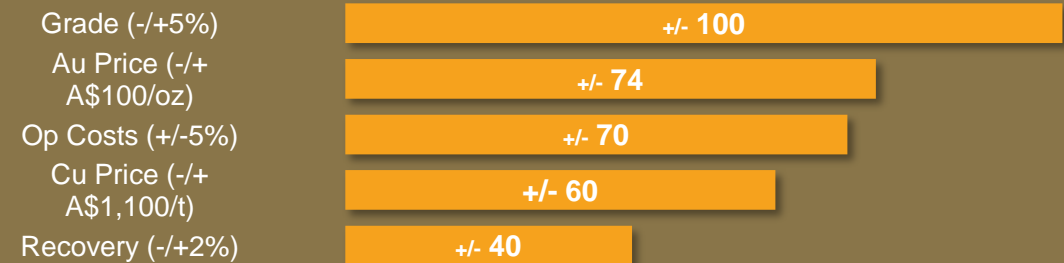 Grade (-/+5%)
+/- 100
Au Price (-/+
A$100/oz)
+/- 74
Op Costs (+/-5%)
+/- 70
Cu Price (-/+
A$1,100/t)
+/- 60
Recovery (-/+2%)
+/- 40